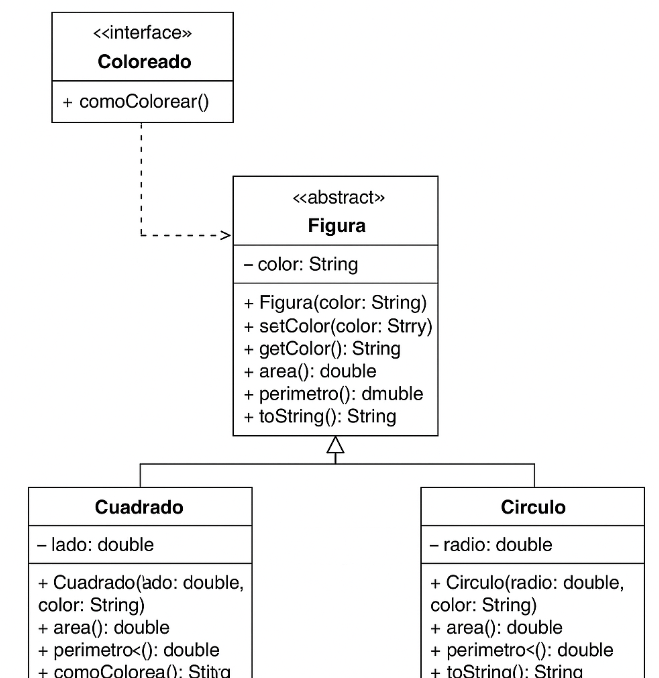 «interface»
Coloreado
+ comoColorear()
«abstract»
Figura
– color: String
+ Figura(color: String)
+ setColor(color: Strry)
+ getColor(): String
+ area(): double
+ perimetro(): dmuble
+ toString(): String
Cuadrado
– lado: double
+ Cuadrado(lado: double,
color: String)
+ area(): double
+ perimetro<(): double
+ comoColorea():
Circulo
– radio: double
+ Circulo(radio: double,
color: String)
+ area(): double
+ perimetro<(): double
+ toString(): String